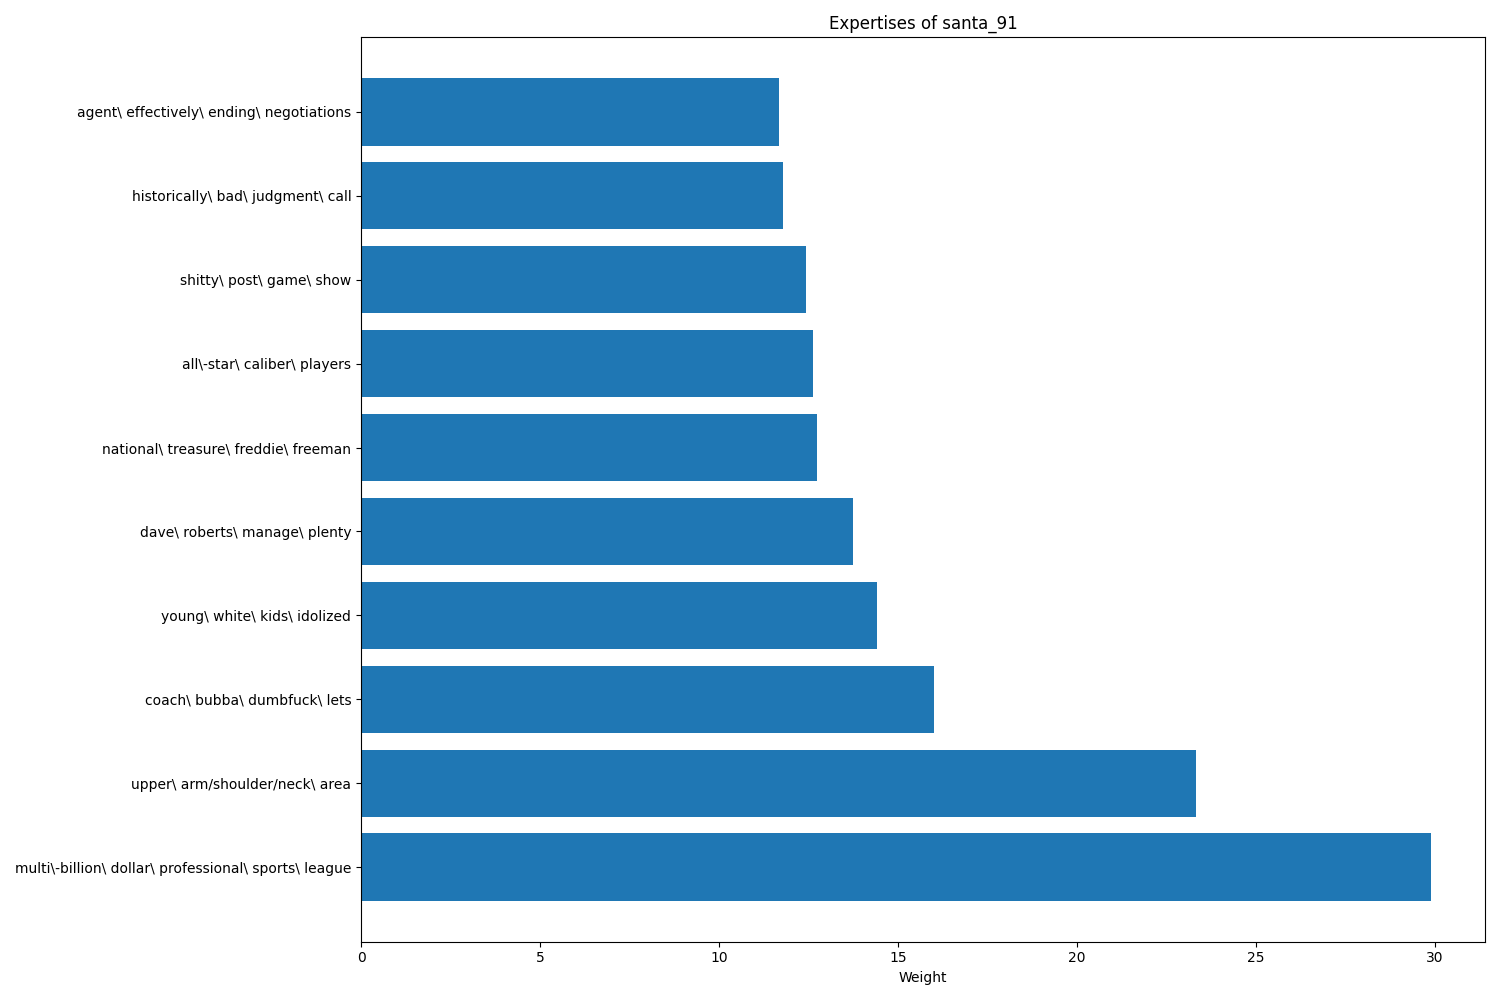 Expertises of santa_91
agent\ effectively\ ending\ negotiations
historically\ bad\ judgment\ call
shitty\ post\ game\ show
all\-star\ caliber\ players
national\ treasure\ freddie\ freeman
dave\ roberts\ manage\ plenty
young\ white\ kids\ idolized
coach\ bubba\ dumbfuck\ lets
upper\ arm/shoulder/neck\ area
multi\-billion\ dollar\ professional\ sports\ league
0 5 10 15 20 25 30
Weight